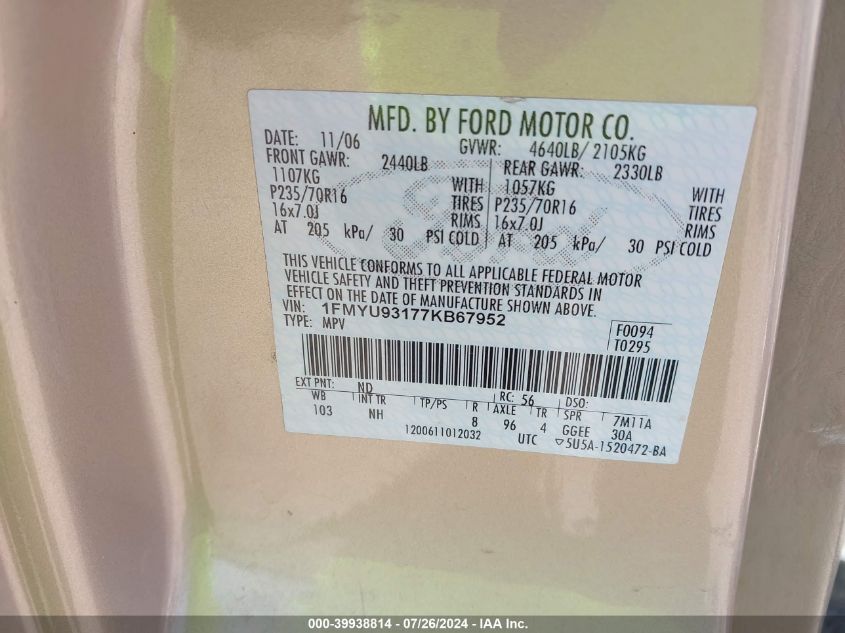 MFD. BY FORD MOTOR CO.
DATE: 11/06 GVWR: 4640LB/ 2105KG
FRONT GAWR: 2440LB REAR GAWR: 2330LB
1107KG WITH 1057KG WITH
P235/70R16 TIRES P235/70R16 TIRES
16x7.0J RIMS 16x7.0J RIMS
AT 205 kPa/ 30 PSI COLD AT 205 kPa/ 30 PSI COLD
THIS VEHICLE CONFORMS TO ALL APPLICABLE FEDERAL MOTOR
VEHICLE SAFETY AND THEFT PREVENTION STANDARDS IN
EFFECT ON THE DATE OF MANUFACTURE SHOWN ABOVE.
VIN: 1FMYU93177KB67952
TYPE: MPV
F0094
T0295
EXT PNT: ND RC: 56 DSO:
WB INT TR TP/PS R AXLE TR SPR 7M11A
103 NH 8 96 4 GGEE 30A
1200611012032 UTC ▽5U5A-1520472-BA
000-39938814 / 07/26/2024 - IAA Inc.